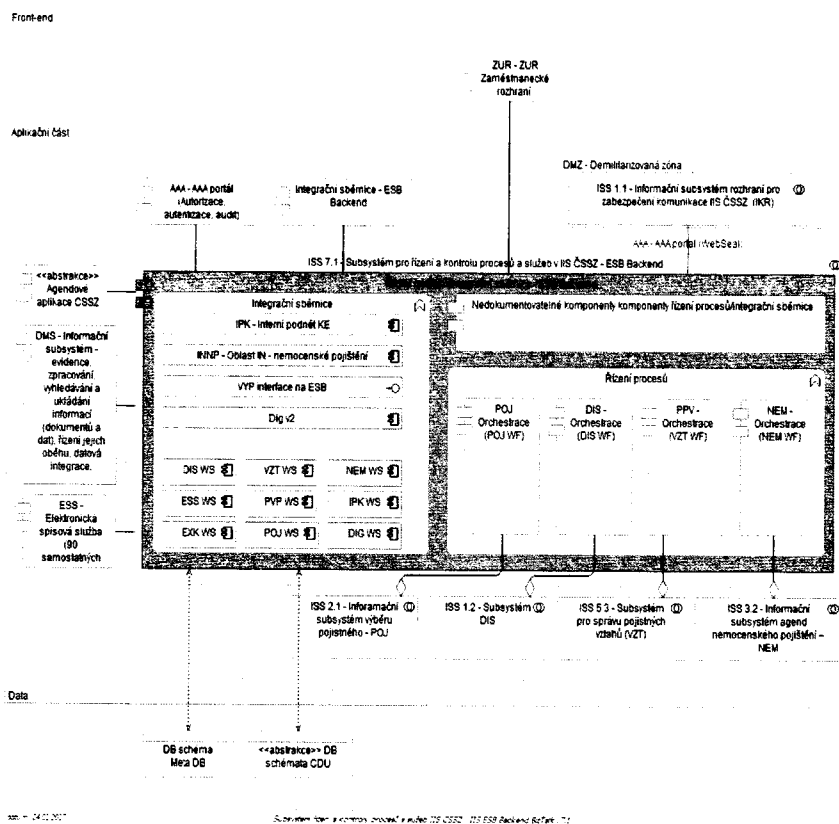 Front-end
ZUR - ZUR
Zaměstnanecké
rozhraní
Aplikační část
DMZ - Demilitarizovaná zóna
AAA - AAA portál
(Autorizace,
autentizace, audit)
Integrační sběrnice - ESB
Backend
ISS 1.1 - Informační subsystém rozhraní pro
zabezpečení komunikace IIS ČSSZ (IKR)
AAA - AAA portal (WebSeal)
ISS 7.1 - Subsystém pro řízení a kontrolu procesů a služeb v IIS ČSSZ - ESB Backend
<<abstrakce>>
Agendové
aplikace CSSZ
Integrační sběrnice
Nedokumentovatelné komponenty komponenty řízení procesů/integrační sběrnice
IPK - Interní podnět KE
INNP - Oblast IN - nemocenské pojištění
VYP interface na ESB
Dig v2
DMS - Informační
subsystém -
evidence,
zpracování,
vyhledávání a
ukládání
informací
(dokumentů a
dat), řízení jejich
oběhu, datová
integrace.
Řízení procesů
POJ
Orchestrace
(POJ WF)
DIS -
Orchestrace
(DIS WF)
PPV -
Orchestrace
(VZT WF)
NEM -
Orchestrace
(NEM WF)
DIS WS
VZT WS
NEM WS
ESS WS
PVP WS
IPK WS
EXK WS
POJ WS
DIG WS
ESS -
Elektronická
spisová služba
(90
samostatných
ISS 2.1 - Inforamační
subsystém výběru
pojistného - POJ
ISS 1.2 - Subsystém
DIS
ISS 5.3 - Subsystém
pro správu pojistných
vztahů (VZT)
ISS 3.2 - Informační
subsystém agend
nemocenského pojištění –
NEM
Data
DB schema
Meta DB
<<abstrakce>> DB
schémata CDU